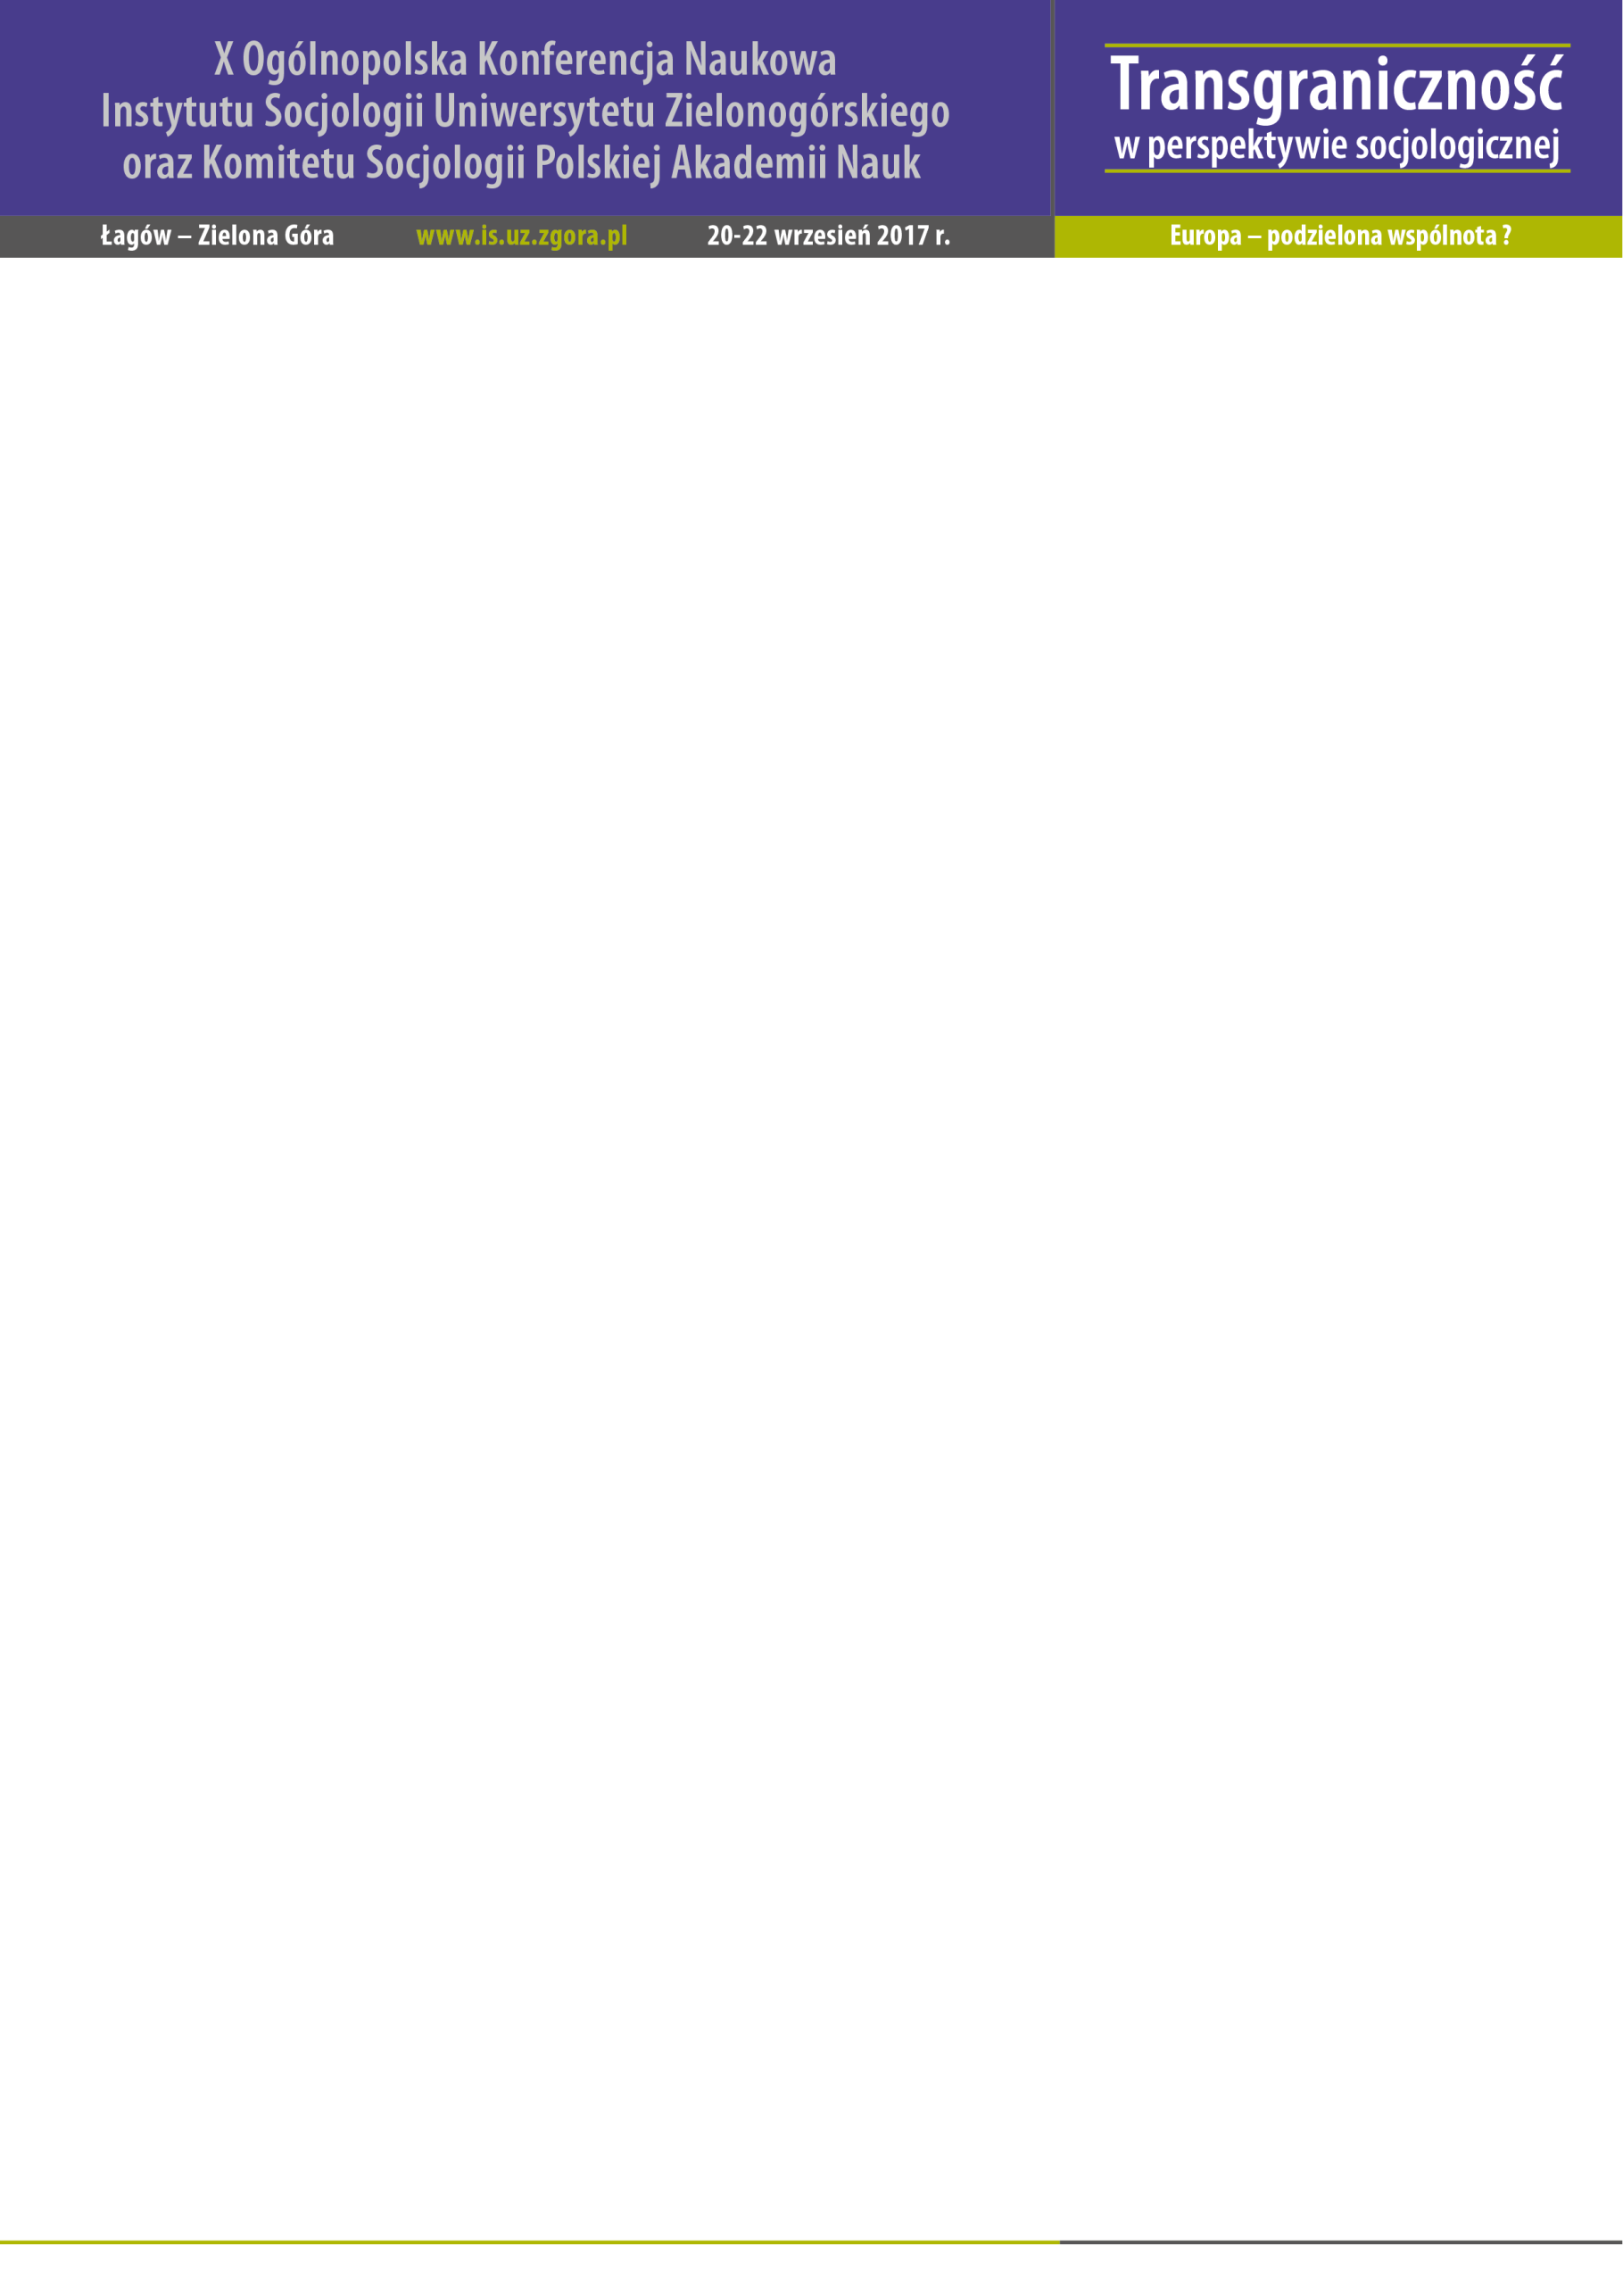 X Ogólnopolska Konferencja Naukowa
Instytutu Socjologii Uniwersytetu Zielonogórskiego
oraz Komitetu Socjologii Polskiej Akademii Nauk
Transgraniczność
w perspektywie socjologicznej
Łagów – Zielona Góra www.is.uz.zgora.pl 20-22 wrzesień 2017 r.
Europa – podzielona wspólnota ?